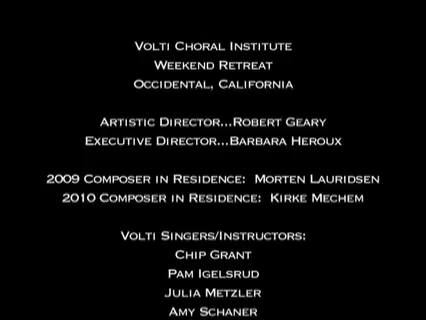 Volti Choral Institute
Weekend Retreat
Occidental, California
Artistic Director...Robert Geary
Executive Director...Barbara Heroux
2009 Composer in Residence: Morten Lauridsen
2010 Composer in Residence: Kirke Mechem
Volti Singers/Instructors:
Chip Grant
Pam Igelsrud
Julia Metzler
Amy Schaner